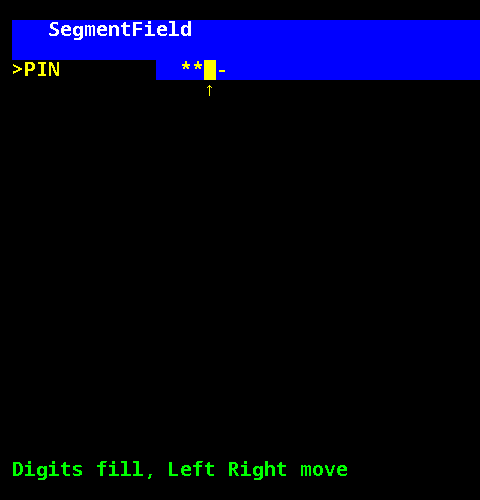 SegmentField
>PIN **█-
↑
Digits fill, Left Right move